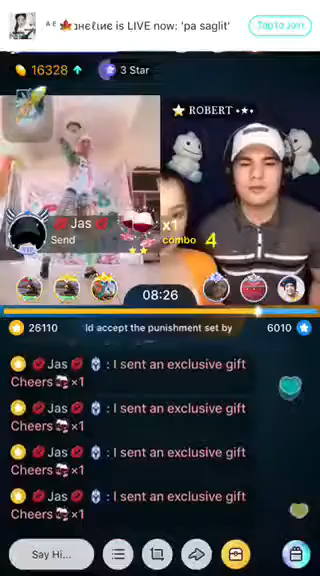 ᴬ ᴱ 🍁ɜнєℓιиє is LIVE now: 'pa saglit'
Tap to Join
16328
3 Star
ROBERT •★•
Jas
Send
x1
combo 4
08:26
26110
ld accept the punishment set by
6010
💋Jas💋 : I sent an exclusive gift
Cheers🍻×1
💋Jas💋 : I sent an exclusive gift
Cheers🍻×1
💋Jas💋 : I sent an exclusive gift
Cheers🍻×1
💋Jas💋 : I sent an exclusive gift
Cheers🍻×1
Say Hi...